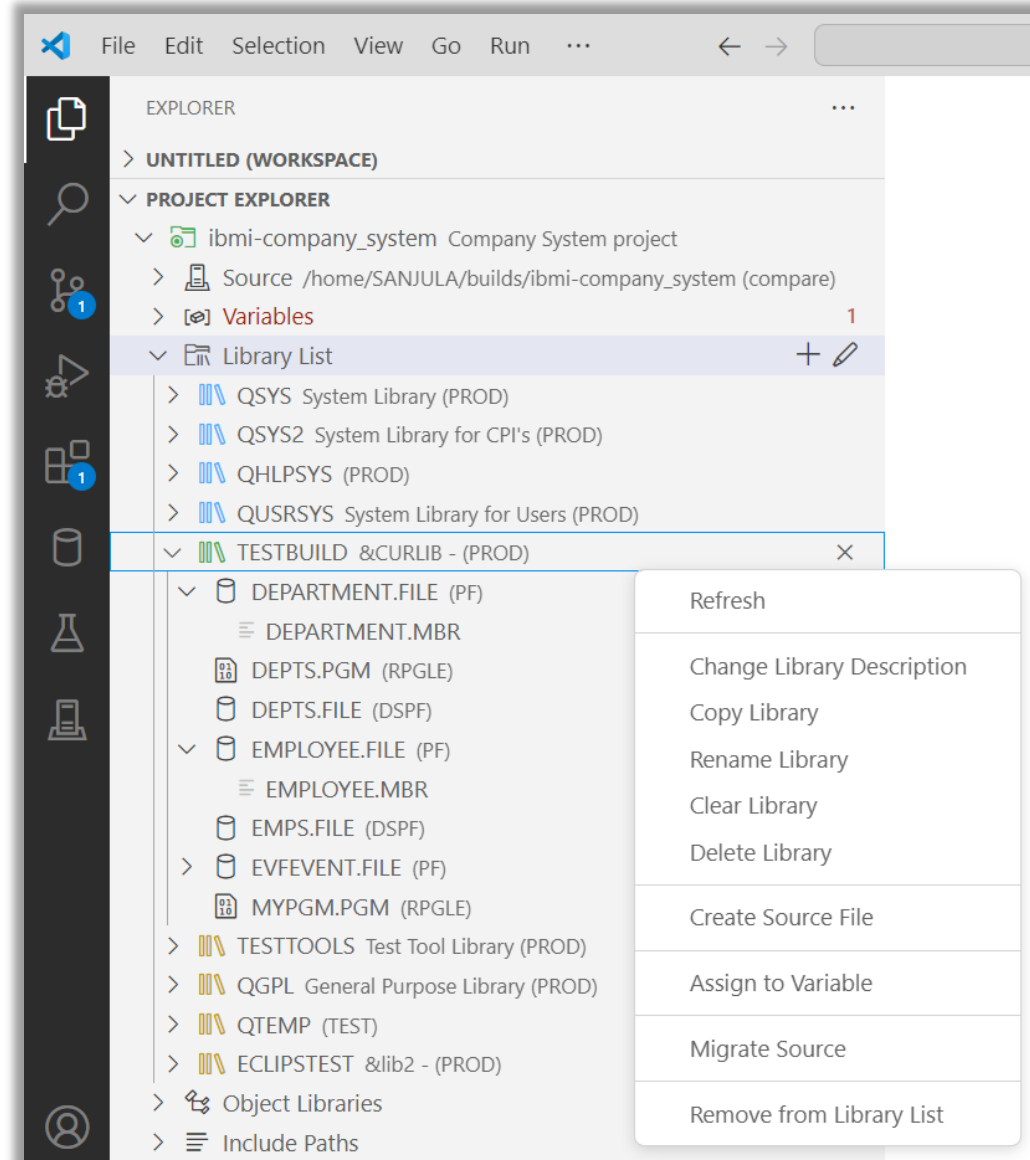 File Edit Selection View Go Run ···
EXPLORER ···
UNTITLED (WORKSPACE)
PROJECT EXPLORER
ibmi-company_system Company System project
Source /home/SANJULA/builds/ibmi-company_system (compare)
1
Variables 1
Library List
QSYS System Library (PROD)
QSYS2 System Library for CPI's (PROD)
1
QHLPSYS (PROD)
QUSRSYS System Library for Users (PROD)
TESTBUILD &CURLIB - (PROD)
DEPARTMENT.FILE (PF)
DEPARTMENT.MBR
DEPTS.PGM (RPGLE)
DEPTS.FILE (DSPF)
EMPLOYEE.FILE (PF)
EMPLOYEE.MBR
EMPS.FILE (DSPF)
EVFEVENT.FILE (PF)
MYPGM.PGM (RPGLE)
TESTTOOLS Test Tool Library (PROD)
QGPL General Purpose Library (PROD)
QTEMP (TEST)
ECLIPSTEST &lib2 - (PROD)
Object Libraries
Include Paths
Refresh
Change Library Description
Copy Library
Rename Library
Clear Library
Delete Library
Create Source File
Assign to Variable
Migrate Source
Remove from Library List